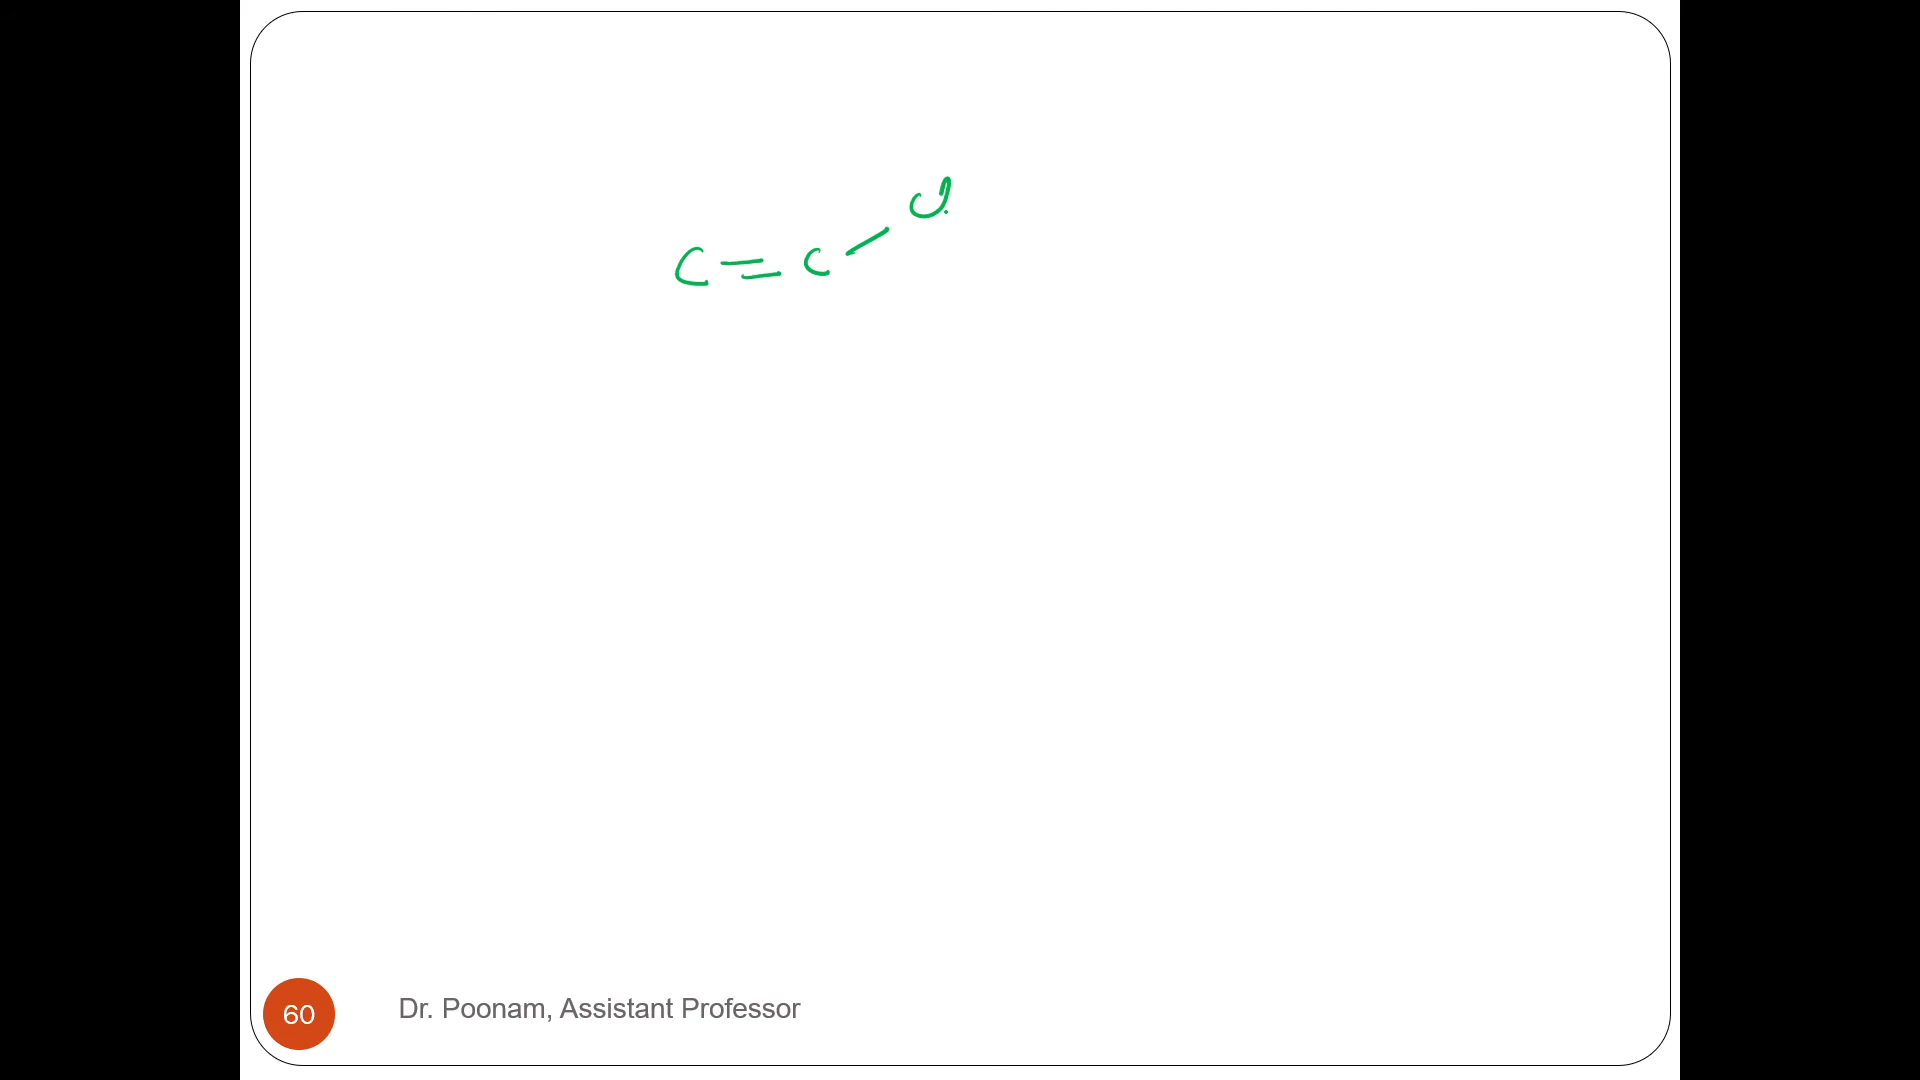 C = C - Cl
60
Dr. Poonam, Assistant Professor